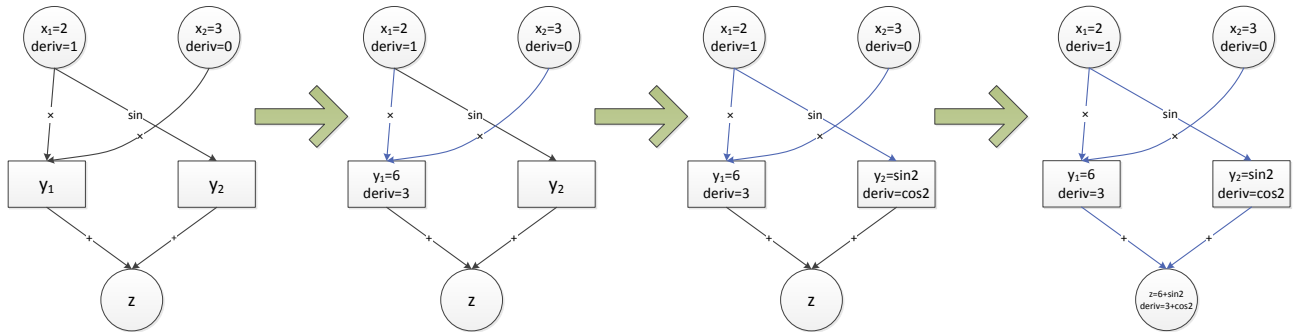 x₁=2
deriv=1
x₂=3
deriv=0
×
sin
×
y₁
y₂
+
+
z
x₁=2
deriv=1
x₂=3
deriv=0
×
sin
×
y₁=6
deriv=3
y₂
+
+
z
x₁=2
deriv=1
x₂=3
deriv=0
×
sin
×
y₁=6
deriv=3
y₂=sin2
deriv=cos2
+
+
z
x₁=2
deriv=1
x₂=3
deriv=0
×
sin
×
y₁=6
deriv=3
y₂=sin2
deriv=cos2
+
+
z=6+sin2
deriv=3+cos2